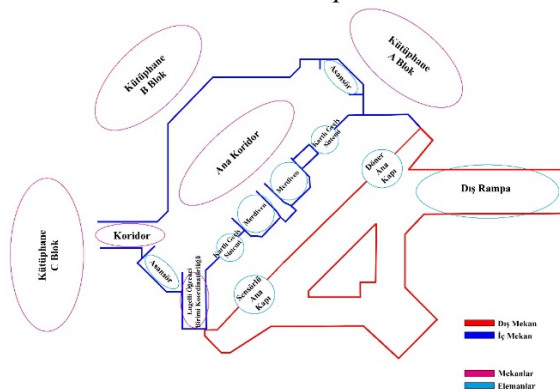 Kütüphane
B Blok
Kütüphane
A Blok
Asansör
Ana Koridor
Kartlı Geçiş
Sistemi
Merdiven
Merdiven
Kartlı Geçiş
Sistemi
Döner
Ana
Kapı
Dış Rampa
Kütüphane
C Blok
Koridor
Asansör
Engelli Öğrenci
Birimi Koordinatörlüğü
Sensörlü
Ana
Kapı
Dış Mekan
İç Mekan
Mekanlar
Elemanlar